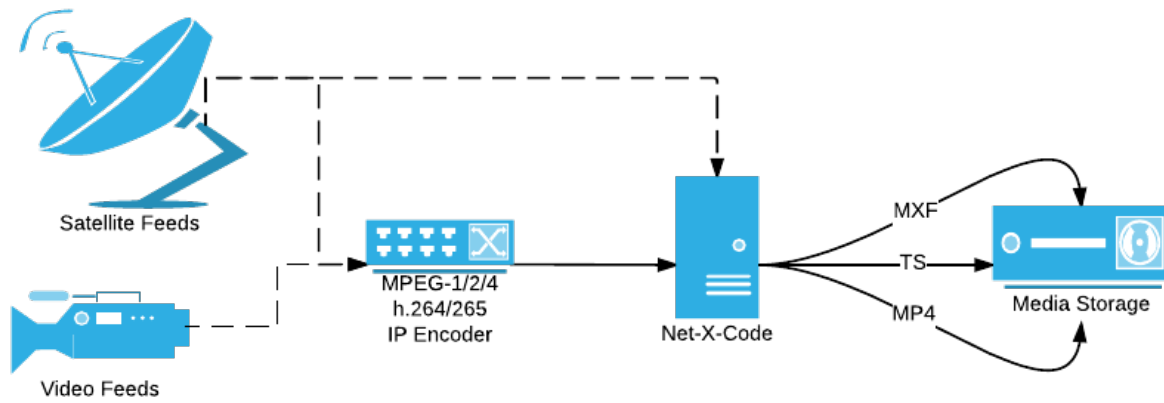 Satellite Feeds
Video Feeds
MPEG-1/2/4
h.264/265
IP Encoder
Net-X-Code
MXF
TS
MP4
Media Storage